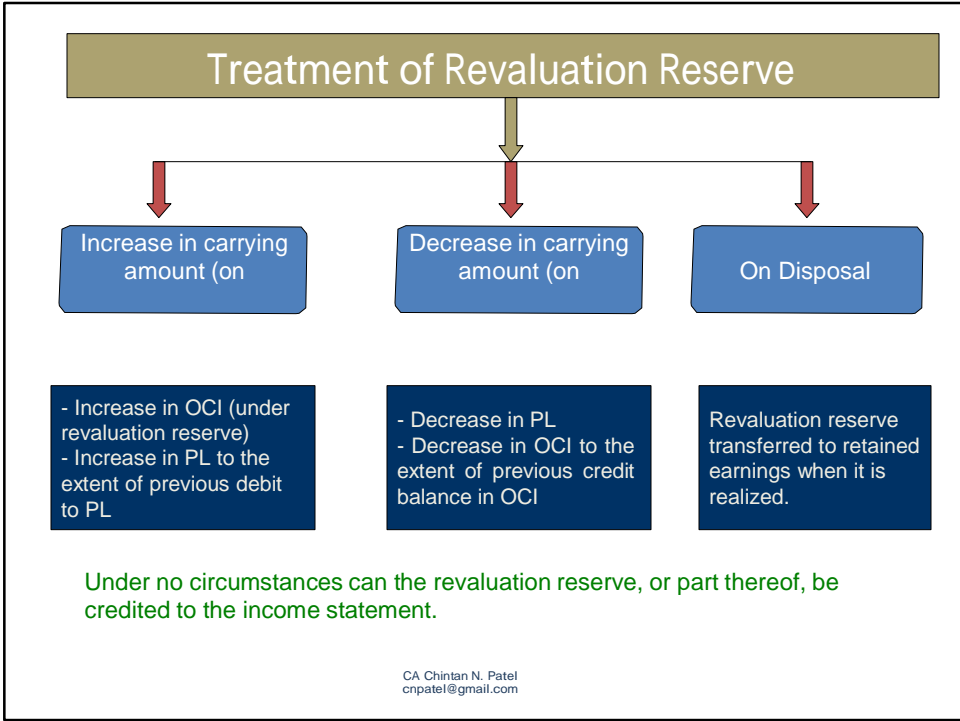 Treatment of Revaluation Reserve
Increase in carrying
amount (on
Decrease in carrying
amount (on
On Disposal
- Increase in OCI (under
revaluation reserve)
- Increase in PL to the
extent of previous debit
to PL
- Decrease in PL
- Decrease in OCI to the
extent of previous credit
balance in OCI
Revaluation reserve
transferred to retained
earnings when it is
realized.
Under no circumstances can the revaluation reserve, or part thereof, be
credited to the income statement.
CA Chintan N. Patel
cnpatel@gmail.com